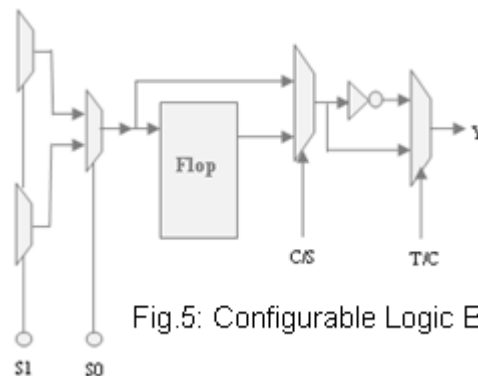 Flop
Y
C/S
T/C
Fig.5: Configurable Logic B
S1
S0